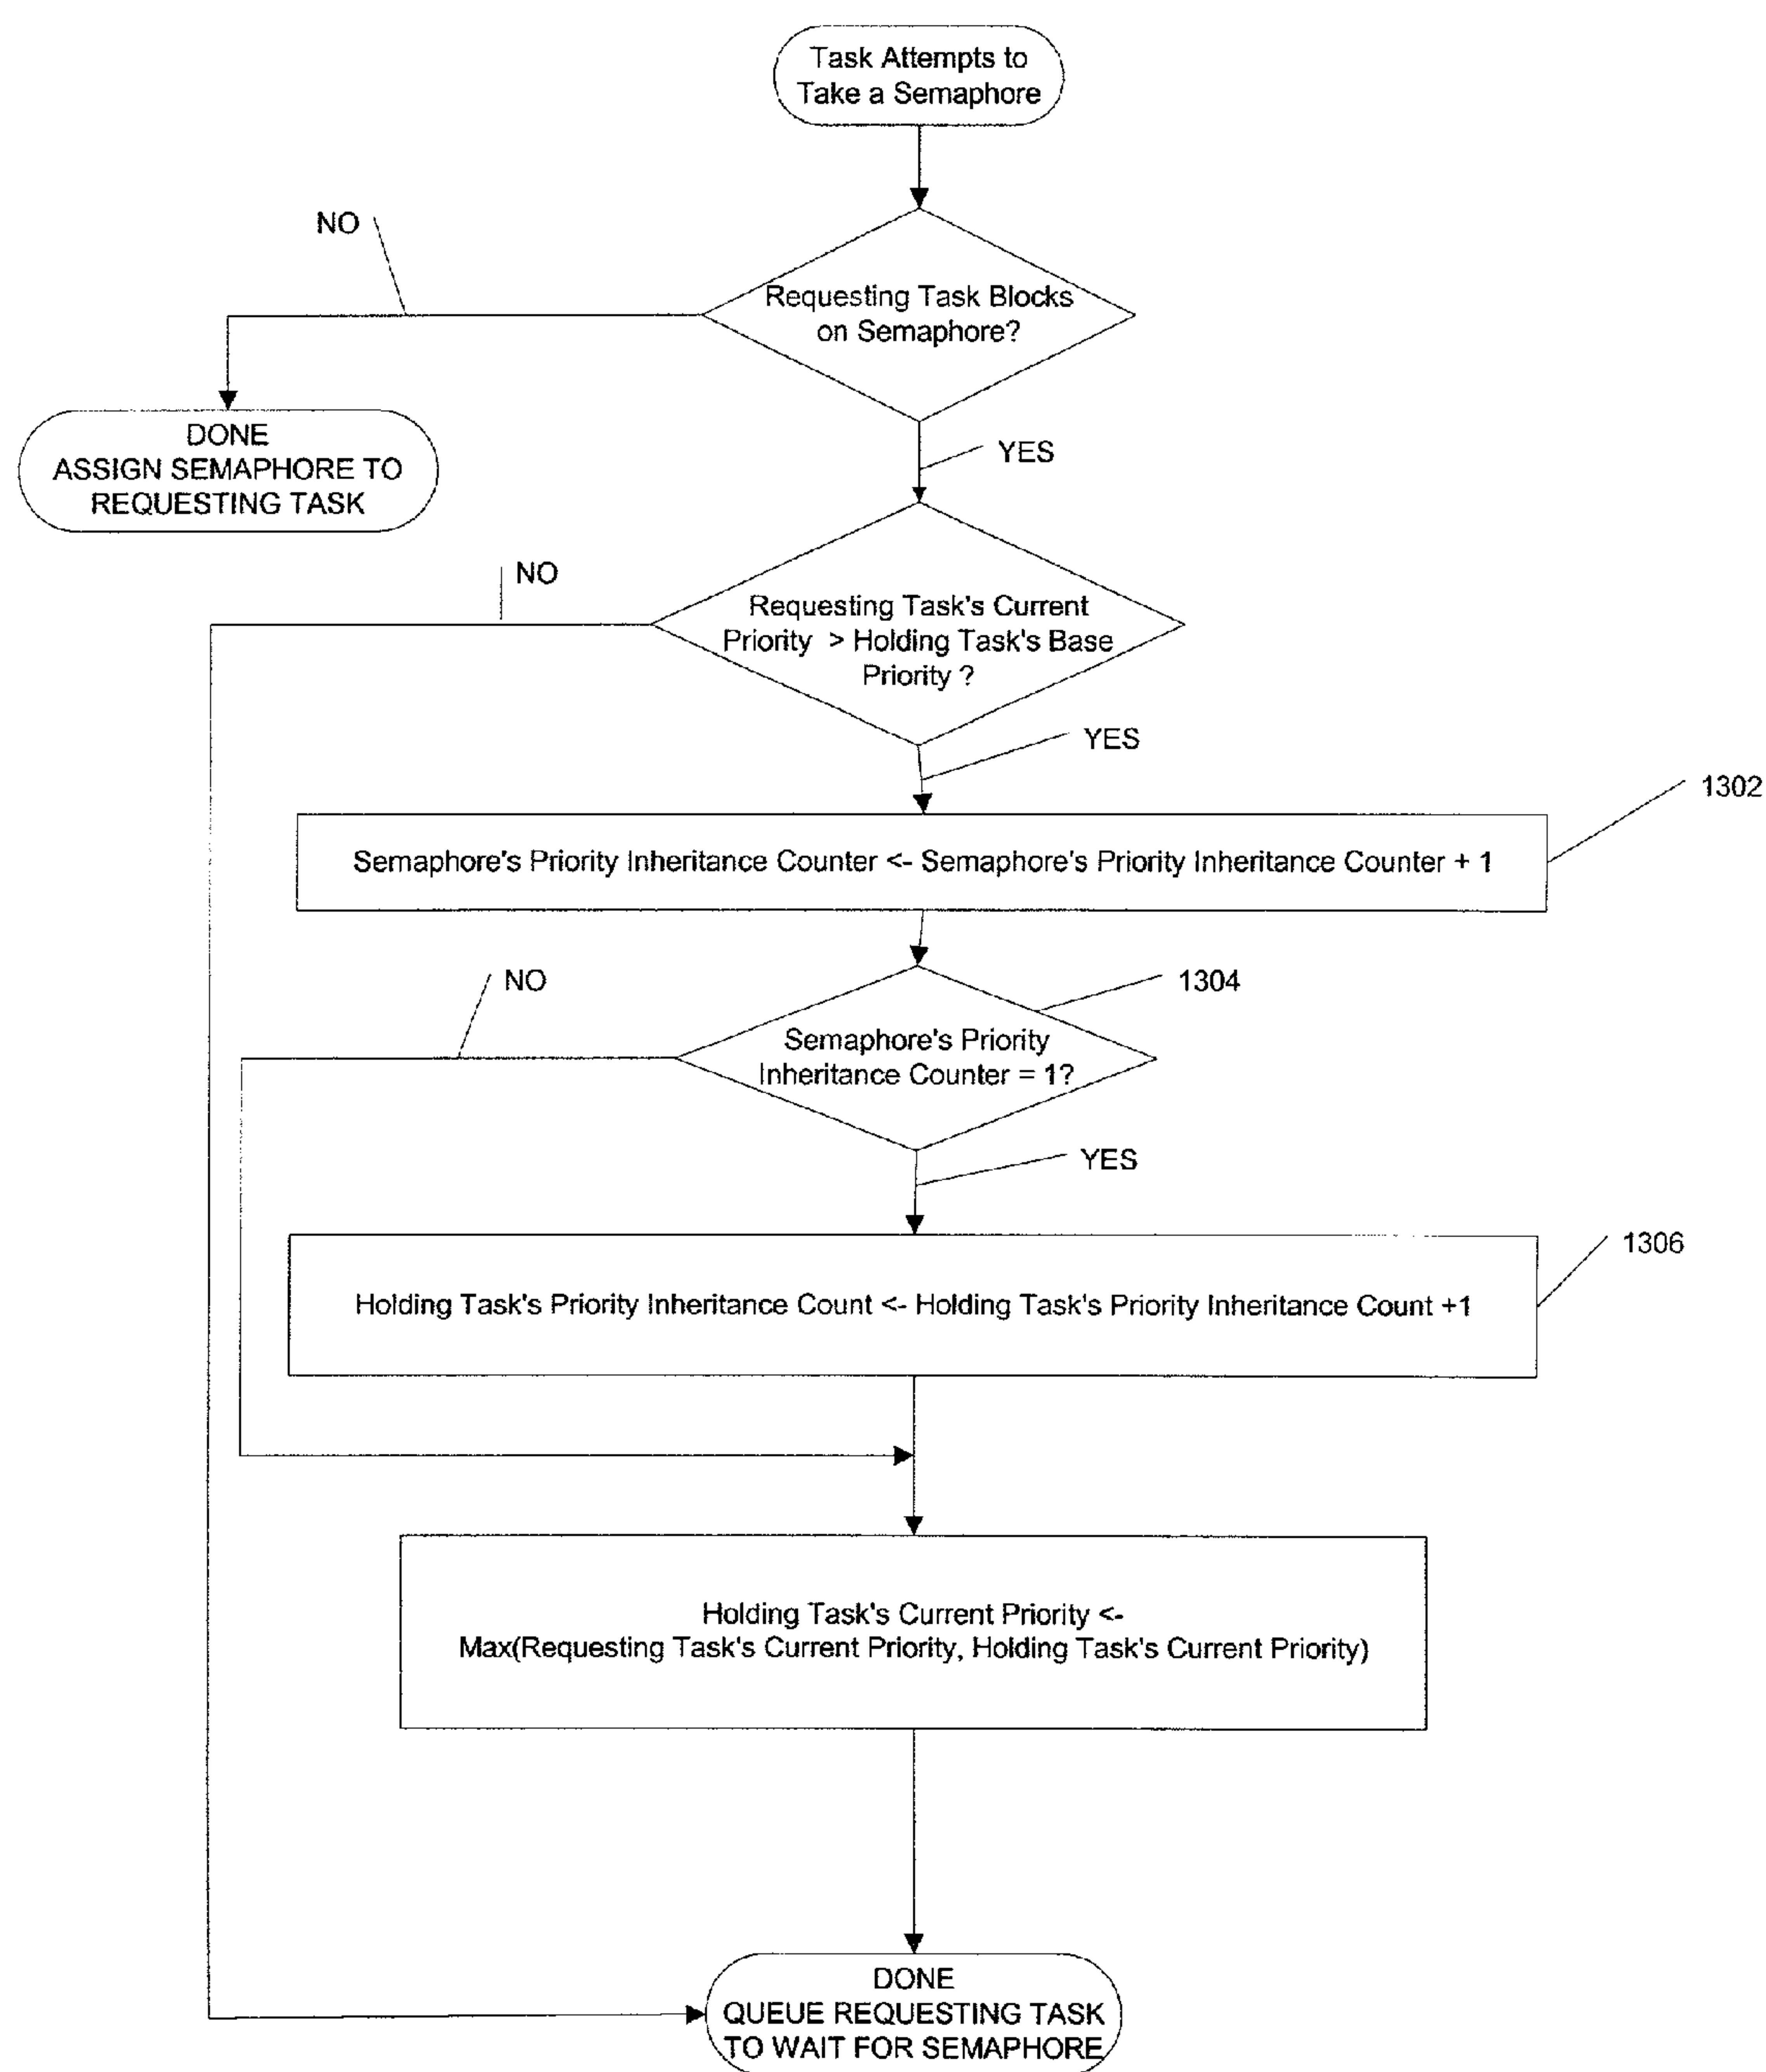 Task Attempts to
Take a Semaphore
NO
Requesting Task Blocks
on Semaphore?
DONE
ASSIGN SEMAPHORE TO
REQUESTING TASK
YES
NO
Requesting Task's Current
Priority > Holding Task's Base
Priority ?
YES
1302
Semaphore's Priority Inheritance Counter <- Semaphore's Priority Inheritance Counter + 1
NO
1304
Semaphore's Priority
Inheritance Counter = 1?
YES
1306
Holding Task's Priority Inheritance Count <- Holding Task's Priority Inheritance Count +1
Holding Task's Current Priority <-
Max(Requesting Task's Current Priority, Holding Task's Current Priority)
DONE
QUEUE REQUESTING TASK
TO WAIT FOR SEMAPHORE